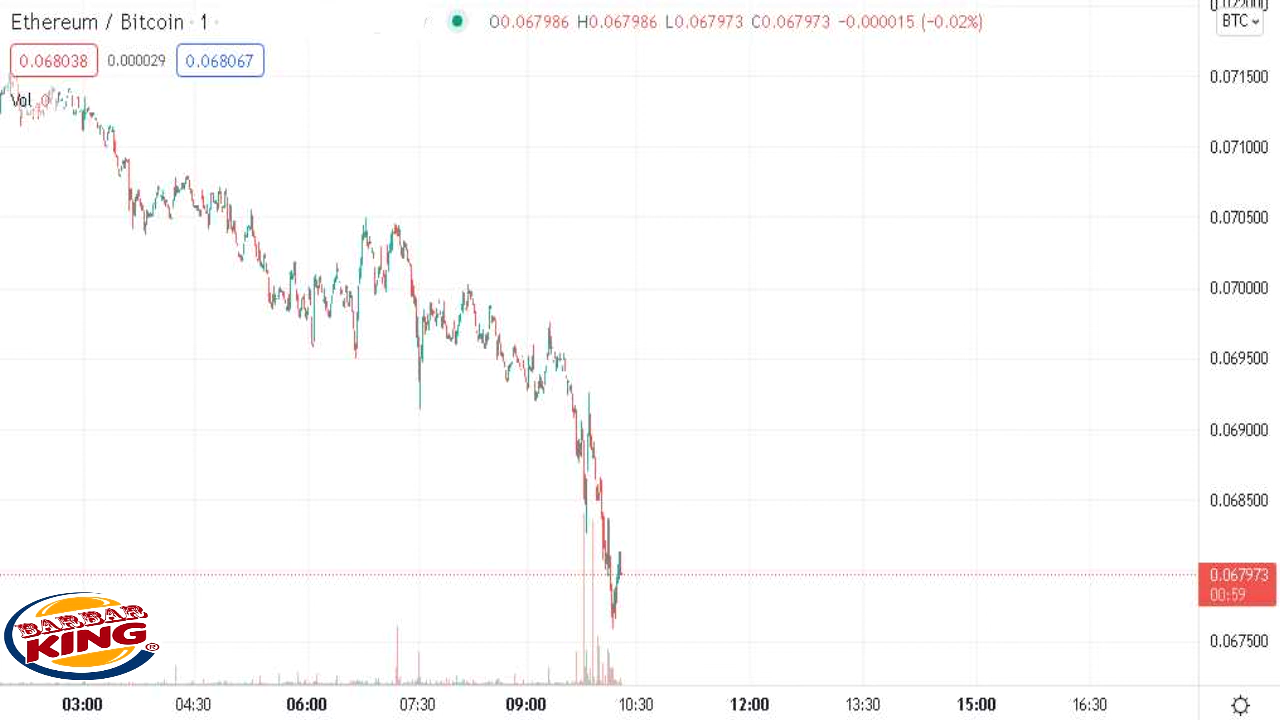 Ethereum / Bitcoin · 1 ·
O0.067986 H0.067986 L0.067973 C0.067973 −0.000015 (−0.02%)
BTC
0.068038 0.000029 0.068067
Vol
0.071500
0.071000
0.070500
0.070000
0.069500
0.069000
0.068500
0.067973
00:59
0.067500
BARBAR
KING®
03:00 04:30 06:00 07:30 09:00 10:30 12:00 13:30 15:00 16:30